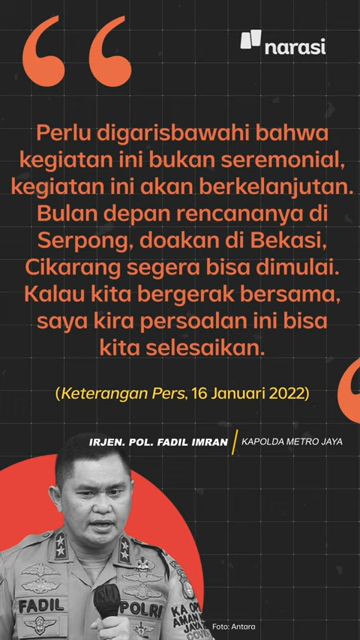 narasi
Perlu digarisbawahi bahwa
kegiatan ini bukan seremonial,
kegiatan ini akan berkelanjutan.
Bulan depan rencananya di
Serpong, doakan di Bekasi,
Cikarang segera bisa dimulai.
Kalau kita bergerak bersama,
saya kira persoalan ini bisa
kita selesaikan.
(Keterangan Pers, 16 Januari 2022)
IRJEN. POL. FADIL IMRAN KAPOLDA METRO JAYA
FADIL POLRI
Foto: Antara